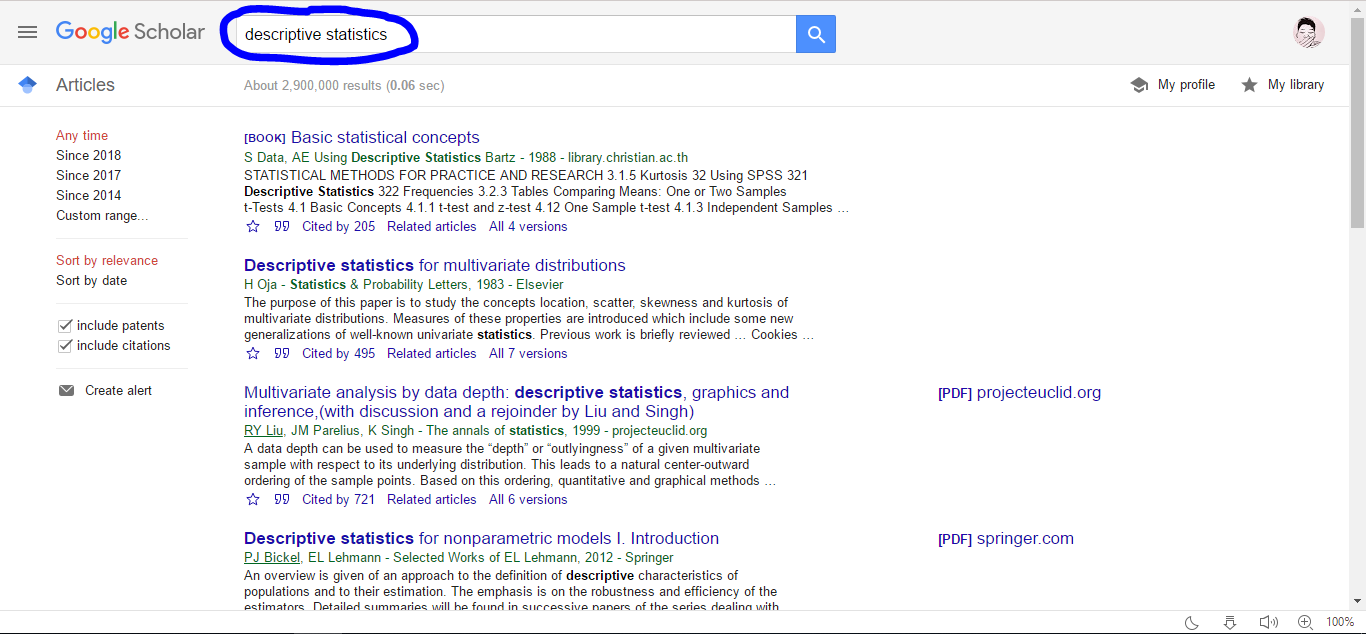 Google Scholar
descriptive statistics
Articles
About 2,900,000 results (0.06 sec)
My profile
My library
Any time
Since 2018
Since 2017
Since 2014
Custom range...
Sort by relevance
Sort by date
include patents
include citations
Create alert
[BOOK] Basic statistical concepts
S Data, AE Using Descriptive Statistics Bartz - 1988 - library.christian.ac.th
STATISTICAL METHODS FOR PRACTICE AND RESEARCH 3.1.5 Kurtosis 32 Using SPSS 321
Descriptive Statistics 322 Frequencies 3.2.3 Tables Comparing Means: One or Two Samples
t-Tests 4.1 Basic Concepts 4.1.1 t-test and z-test 4.12 One Sample t-test 4.1.3 Independent Samples …
Cited by 205 Related articles All 4 versions
Descriptive statistics for multivariate distributions
H Oja - Statistics & Probability Letters, 1983 - Elsevier
The purpose of this paper is to study the concepts location, scatter, skewness and kurtosis of
multivariate distributions. Measures of these properties are introduced which include some new
generalizations of well-known univariate statistics. Previous work is briefly reviewed … Cookies …
Cited by 495 Related articles All 7 versions
Multivariate analysis by data depth: descriptive statistics, graphics and
inference,(with discussion and a rejoinder by Liu and Singh)
RY Liu, JM Parelius, K Singh - The annals of statistics, 1999 - projecteuclid.org
A data depth can be used to measure the “depth” or “outlyingness” of a given multivariate
sample with respect to its underlying distribution. This leads to a natural center-outward
ordering of the sample points. Based on this ordering, quantitative and graphical methods …
Cited by 721 Related articles All 6 versions
[PDF] projecteuclid.org
Descriptive statistics for nonparametric models I. Introduction
PJ Bickel, EL Lehmann - Selected Works of EL Lehmann, 2012 - Springer
An overview is given of an approach to the definition of descriptive characteristics of
populations and to their estimation. The emphasis is on the robustness and efficiency of the
estimators. Detailed summaries will be found in successive papers of the series dealing with
[PDF] springer.com
100%